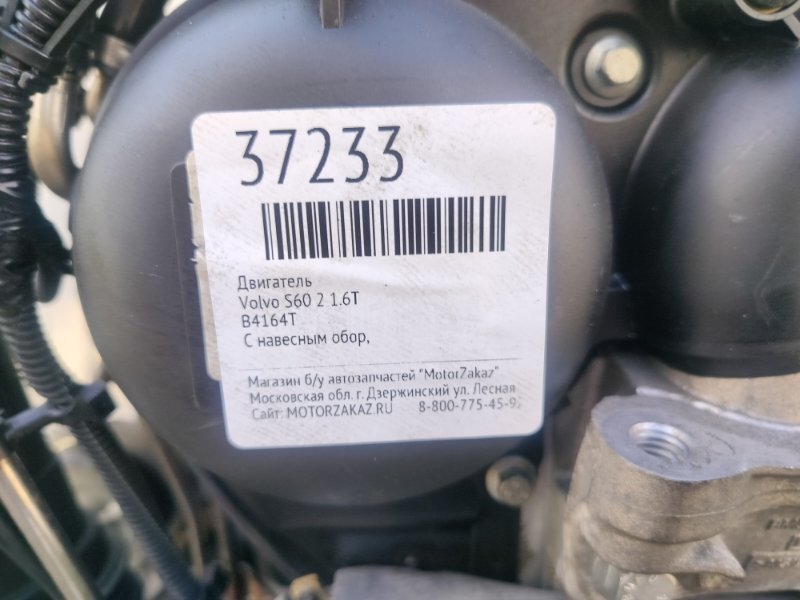 37233
Двигатель
Volvo S60 2 1.6T
B4164T
С навесным обор,
Магазин б/у автозапчастей "MotorZakaz"
Московская обл. г. Дзержинский ул. Лесная
Сайт: MOTORZAKAZ.RU 8-800-775-45-92